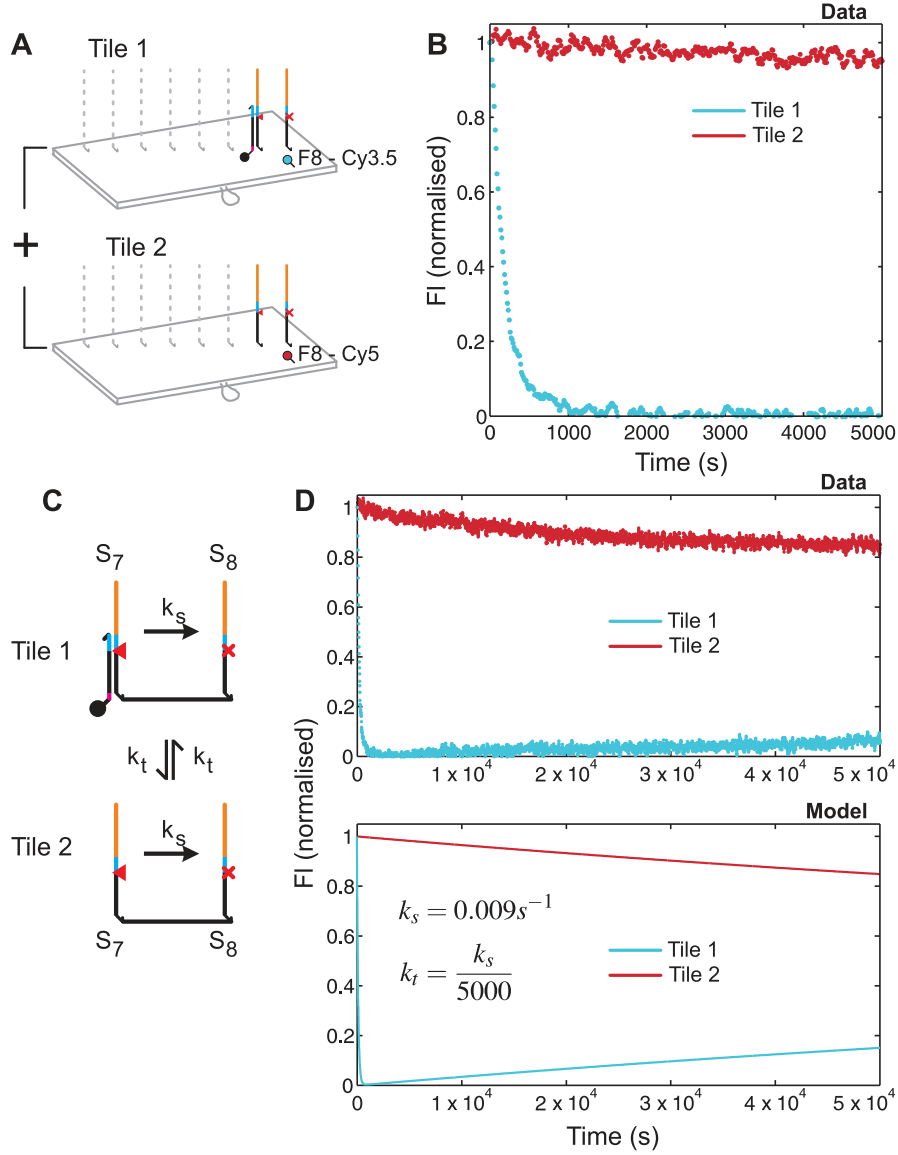 A
Tile 1
F8 - Cy3.5
+
Tile 2
F8 - Cy5
B
Data
FI (normalised)
1
0.8
0.6
0.4
0.2
0
Tile 1
Tile 2
0 1000 2000 3000 4000 5000
Time (s)
C
S7 S8
ks
Tile 1
kt kt
Tile 2
ks
S7 S8
D
Data
FI (normalised)
1
0.8
0.6
0.4
0.2
0
Tile 1
Tile 2
0 1 x 10^4 2 x 10^4 3 x 10^4 4 x 10^4 5 x 10^4
Model
1
0.8
0.6
0.4
0.2
0
ks = 0.009s^-1
kt = ks/5000
Tile 1
Tile 2
0 1 x 10^4 2 x 10^4 3 x 10^4 4 x 10^4 5 x 10^4
Time (s)